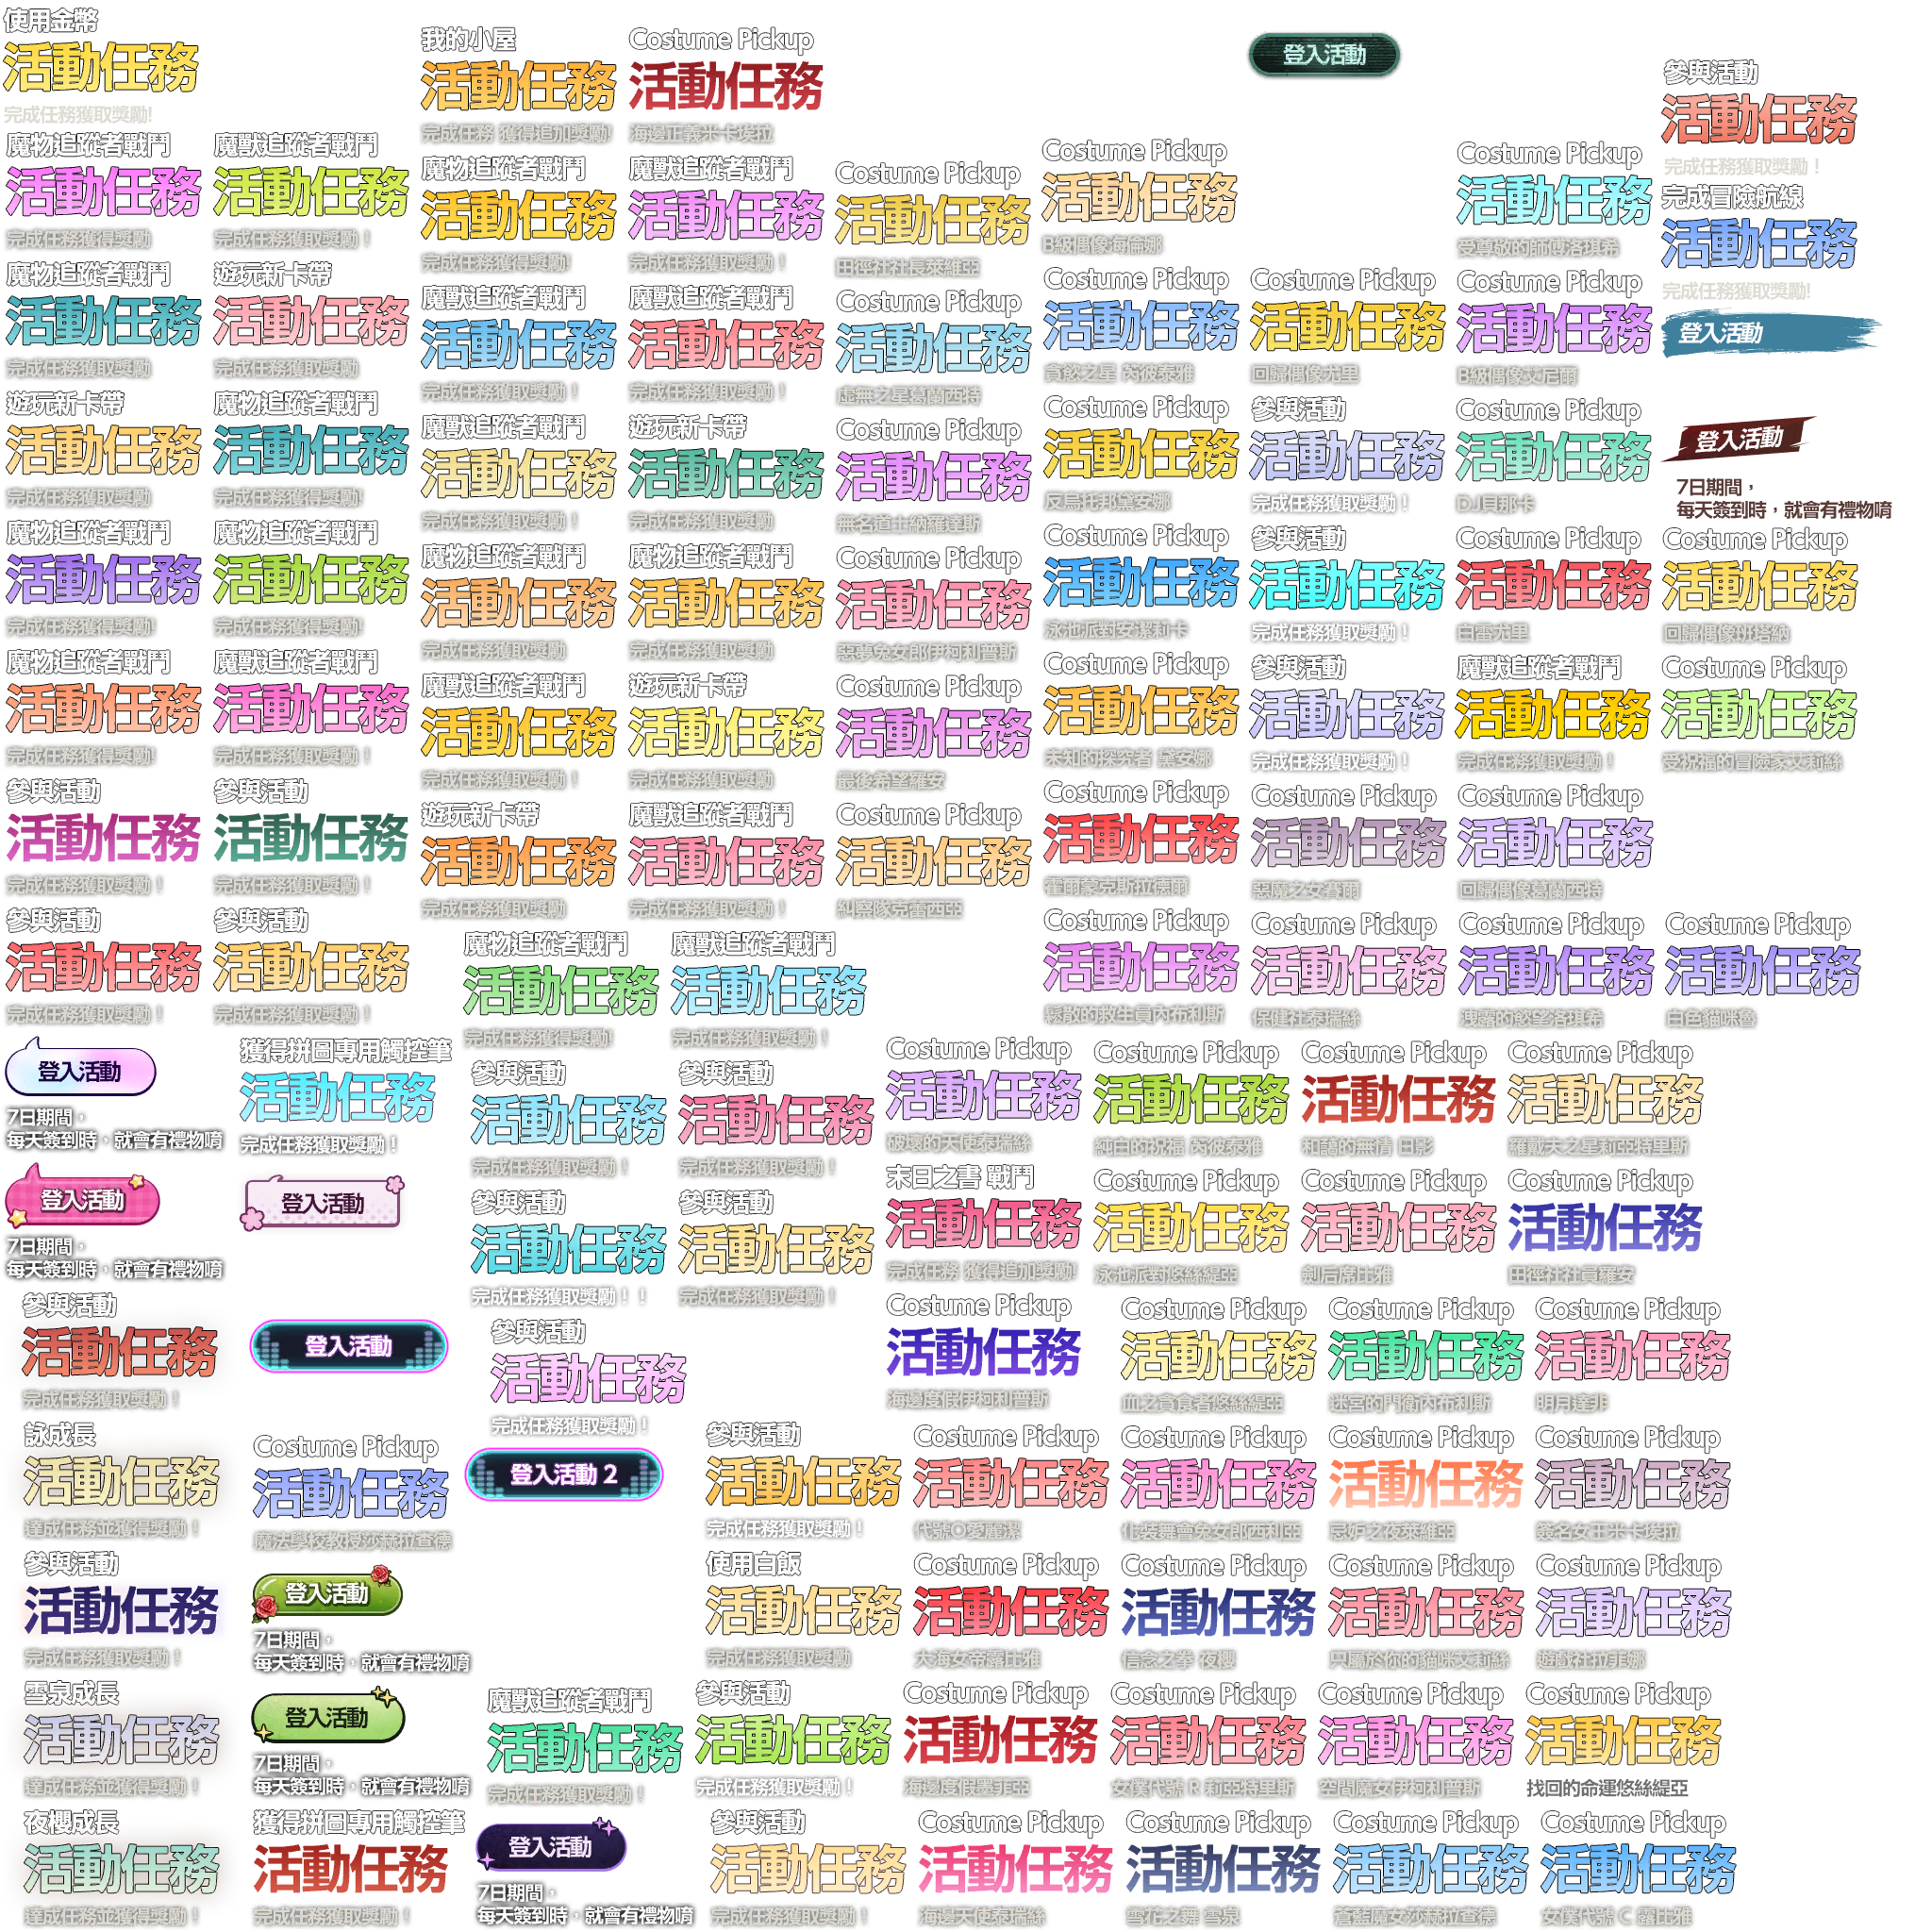 使用金幣
活動任務
完成任務獲取獎勵!
魔物追蹤者戰鬥
活動任務
完成任務獲得獎勵
魔物追蹤者戰鬥
活動任務
完成任務獲得獎勵
遊玩新卡帶
活動任務
完成任務獲取獎勵
魔物追蹤者戰鬥
活動任務
完成任務獲得獎勵!
魔物追蹤者戰鬥
活動任務
完成任務獲得獎勵!
參與活動
活動任務
完成任務獲取獎勵！
參與活動
活動任務
完成任務獲取獎勵！
登入活動
7日期間，
每天簽到時，就會有禮物唷
登入活動
7日期間，
每天簽到時，就會有禮物唷
參與活動
活動任務
完成任務獲取獎勵！
詠成長
活動任務
達成任務並獲得獎勵！
參與活動
活動任務
完成任務獲取獎勵！
雪泉成長
活動任務
達成任務並獲得獎勵！
夜櫻成長
活動任務
達成任務並獲得獎勵！
魔獸追蹤者戰鬥
活動任務
完成任務獲取獎勵！
遊玩新卡帶
活動任務
完成任務獲取獎勵
魔物追蹤者戰鬥
活動任務
完成任務獲得獎勵!
魔物追蹤者戰鬥
活動任務
完成任務獲得獎勵!
魔獸追蹤者戰鬥
活動任務
完成任務獲取獎勵！
參與活動
活動任務
完成任務獲取獎勵！
參與活動
活動任務
完成任務獲取獎勵！
獲得拼圖專用觸控筆
活動任務
完成任務獲取獎勵！
登入活動
登入活動
Costume Pickup
活動任務
魔法學校教授莎赫拉查德
登入活動
7日期間，
每天簽到時，就會有禮物唷
登入活動
7日期間，
每天簽到時，就會有禮物唷
獲得拼圖專用觸控筆
活動任務
完成任務獲取獎勵！
我的小屋
活動任務
完成任務 獲得追加獎勵!
魔物追蹤者戰鬥
活動任務
完成任務獲得獎勵!
魔獸追蹤者戰鬥
活動任務
完成任務獲取獎勵！
魔獸追蹤者戰鬥
活動任務
完成任務獲取獎勵！
魔物追蹤者戰鬥
活動任務
完成任務獲取獎勵
魔獸追蹤者戰鬥
活動任務
完成任務獲取獎勵！
遊玩新卡帶
活動任務
完成任務獲取獎勵
魔物追蹤者戰鬥
活動任務
完成任務獲得獎勵!
參與活動
活動任務
完成任務獲取獎勵！
參與活動
活動任務
完成任務獲取獎勵！！
參與活動
活動任務
完成任務獲取獎勵！
登入活動 2
魔獸追蹤者戰鬥
活動任務
完成任務獲取獎勵！
登入活動
7日期間，
每天簽到時，就會有禮物唷
Costume Pickup
活動任務
海邊正義米卡埃拉
魔獸追蹤者戰鬥
活動任務
完成任務獲取獎勵！
魔獸追蹤者戰鬥
活動任務
完成任務獲取獎勵！
遊玩新卡帶
活動任務
完成任務獲取獎勵
魔物追蹤者戰鬥
活動任務
完成任務獲取獎勵
遊玩新卡帶
活動任務
完成任務獲取獎勵
魔獸追蹤者戰鬥
活動任務
完成任務獲取獎勵！
魔獸追蹤者戰鬥
活動任務
完成任務獲取獎勵！
參與活動
活動任務
完成任務獲取獎勵！
參與活動
活動任務
完成任務獲取獎勵！
參與活動
活動任務
完成任務獲取獎勵！
使用白飯
活動任務
完成任務獲取獎勵
參與活動
活動任務
完成任務獲取獎勵！
參與活動
活動任務
完成任務獲取獎勵！
Costume Pickup
活動任務
田徑社社長萊維亞
Costume Pickup
活動任務
虛無之星葛蘭西特
Costume Pickup
活動任務
無名道士納羅達斯
Costume Pickup
活動任務
惡夢兔女郎伊柯利普斯
Costume Pickup
活動任務
最後希望羅安
Costume Pickup
活動任務
糾察隊克蕾西亞
Costume Pickup
活動任務
破壞的天使泰瑞絲
末日之書 戰鬥
活動任務
完成任務 獲得追加獎勵!
Costume Pickup
活動任務
海邊度假伊柯利普斯
Costume Pickup
活動任務
代號O愛麗潔
Costume Pickup
活動任務
大海女帝露比雅
Costume Pickup
活動任務
海邊度假墨菲亞
Costume Pickup
活動任務
海邊天使泰瑞絲
Costume Pickup
活動任務
B級偶像海倫娜
Costume Pickup
活動任務
貪慾之星 芮彼泰雅
Costume Pickup
活動任務
反烏托邦黛安娜
Costume Pickup
活動任務
泳池派對安潔莉卡
Costume Pickup
活動任務
未知的探究者 黛安娜
Costume Pickup
活動任務
霍爾蒙克斯拉德爾
Costume Pickup
活動任務
鬆散的救生員內布利斯
Costume Pickup
活動任務
純白的祝福 芮彼泰雅
Costume Pickup
活動任務
泳池派對悠絲緹亞
Costume Pickup
活動任務
血之貪食者悠絲緹亞
Costume Pickup
活動任務
化裝舞會兔女郎西利亞
Costume Pickup
活動任務
信念之拳 夜櫻
Costume Pickup
活動任務
女僕代號 R 莉亞特里斯
Costume Pickup
活動任務
雪花之舞 雪泉
登入活動
Costume Pickup
活動任務
回歸偶像尤里
參與活動
活動任務
完成任務獲取獎勵！
參與活動
活動任務
完成任務獲取獎勵！
參與活動
活動任務
完成任務獲取獎勵！
Costume Pickup
活動任務
惡魔之女賽爾
Costume Pickup
活動任務
保健社泰瑞絲
Costume Pickup
活動任務
和諧的無情 日影
Costume Pickup
活動任務
劍后席比雅
Costume Pickup
活動任務
迷宮的門衛內布利斯
Costume Pickup
活動任務
忌妒之夜萊維亞
Costume Pickup
活動任務
只屬於你的貓咪艾莉絲
Costume Pickup
活動任務
空間魔女伊柯利普斯
Costume Pickup
活動任務
蒼藍魔女莎赫拉查德
Costume Pickup
活動任務
受尊敬的師傅洛琪希
Costume Pickup
活動任務
B級偶像艾尼爾
Costume Pickup
活動任務
DJ貝那卡
Costume Pickup
活動任務
白雷尤里
魔獸追蹤者戰鬥
活動任務
完成任務獲取獎勵！
Costume Pickup
活動任務
回歸偶像葛蘭西特
Costume Pickup
活動任務
洩露的慾望洛琪希
Costume Pickup
活動任務
羅戴夫之星莉亞特里斯
Costume Pickup
活動任務
田徑社社員羅安
Costume Pickup
活動任務
明月達非
Costume Pickup
活動任務
簽名女王米卡埃拉
Costume Pickup
活動任務
遊戲社拉菲娜
Costume Pickup
活動任務
找回的命運悠絲緹亞
Costume Pickup
活動任務
女僕代號 C 露比雅
參與活動
活動任務
完成任務獲取獎勵！
完成冒險航線
活動任務
完成任務獲取獎勵!
登入活動
登入活動
7日期間，
每天簽到時，就會有禮物唷
Costume Pickup
活動任務
回歸偶像班塔納
Costume Pickup
活動任務
受祝福的冒險家艾莉絲
Costume Pickup
活動任務
白色貓咪魯